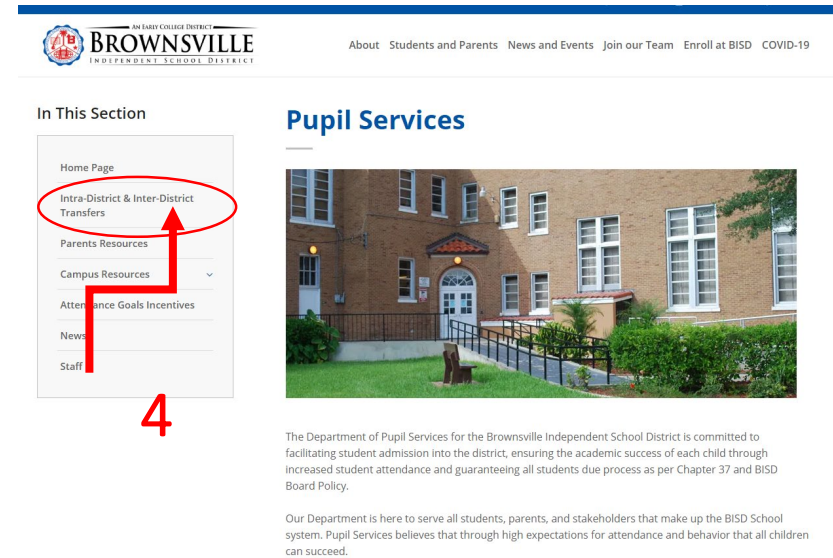 AN EARLY COLLEGE DISTRICT
BROWNSVILLE
INDEPENDENT SCHOOL DISTRICT
About Students and Parents News and Events Join our Team Enroll at BISD COVID-19
In This Section
Home Page
Intra-District & Inter-District
Transfers
Parents Resources
Campus Resources
Attendance Goals Incentives
News
Staff
4
Pupil Services
The Department of Pupil Services for the Brownsville Independent School District is committed to
facilitating student admission into the district, ensuring the academic success of each child through
increased student attendance and guaranteeing all students due process as per Chapter 37 and BISD
Board Policy.
Our Department is here to serve all students, parents, and stakeholders that make up the BISD School
system. Pupil Services believes that through high expectations for attendance and behavior that all children
can succeed.